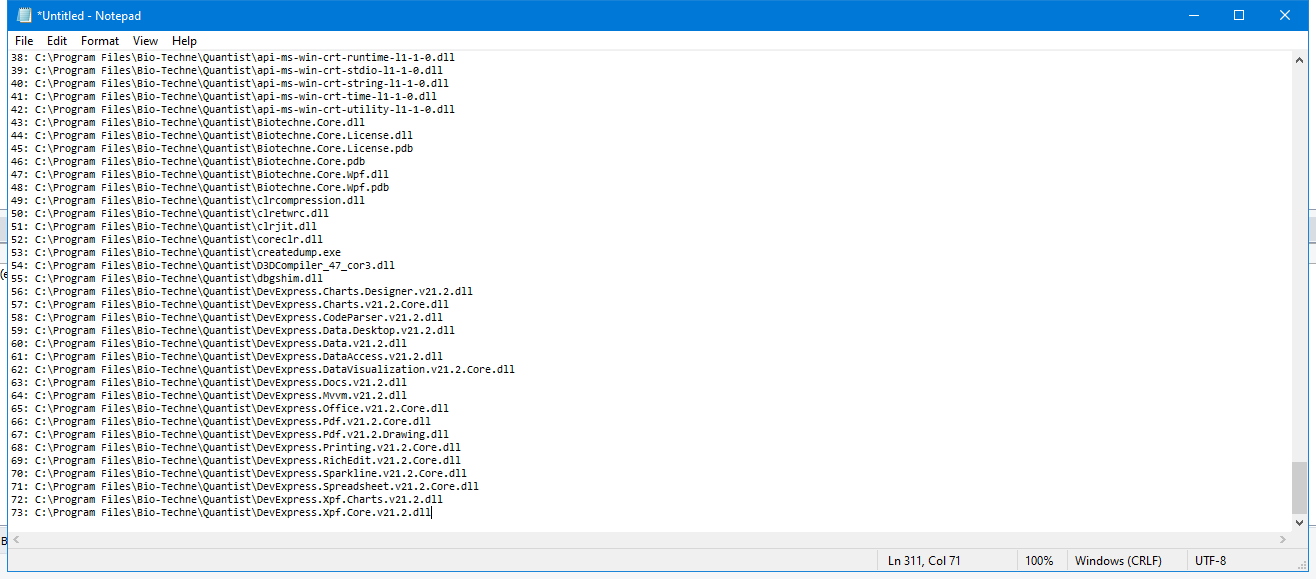 *Untitled - Notepad
File Edit Format View Help
38: C:\Program Files\Bio-Techne\Quantist\api-ms-win-crt-runtime-l1-1-0.dll
39: C:\Program Files\Bio-Techne\Quantist\api-ms-win-crt-stdio-l1-1-0.dll
40: C:\Program Files\Bio-Techne\Quantist\api-ms-win-crt-string-l1-1-0.dll
41: C:\Program Files\Bio-Techne\Quantist\api-ms-win-crt-time-l1-1-0.dll
42: C:\Program Files\Bio-Techne\Quantist\api-ms-win-crt-utility-l1-1-0.dll
43: C:\Program Files\Bio-Techne\Quantist\Biotechne.Core.dll
44: C:\Program Files\Bio-Techne\Quantist\Biotechne.Core.License.dll
45: C:\Program Files\Bio-Techne\Quantist\Biotechne.Core.License.pdb
46: C:\Program Files\Bio-Techne\Quantist\Biotechne.Core.pdb
47: C:\Program Files\Bio-Techne\Quantist\Biotechne.Core.Wpf.dll
48: C:\Program Files\Bio-Techne\Quantist\Biotechne.Core.Wpf.pdb
49: C:\Program Files\Bio-Techne\Quantist\clrcompression.dll
50: C:\Program Files\Bio-Techne\Quantist\clretwrc.dll
51: C:\Program Files\Bio-Techne\Quantist\clrjit.dll
52: C:\Program Files\Bio-Techne\Quantist\coreclr.dll
53: C:\Program Files\Bio-Techne\Quantist\createdump.exe
54: C:\Program Files\Bio-Techne\Quantist\D3DCompiler_47_cor3.dll
55: C:\Program Files\Bio-Techne\Quantist\dbgshim.dll
56: C:\Program Files\Bio-Techne\Quantist\DevExpress.Charts.Designer.v21.2.dll
57: C:\Program Files\Bio-Techne\Quantist\DevExpress.Charts.v21.2.Core.dll
58: C:\Program Files\Bio-Techne\Quantist\DevExpress.CodeParser.v21.2.dll
59: C:\Program Files\Bio-Techne\Quantist\DevExpress.Data.Desktop.v21.2.dll
60: C:\Program Files\Bio-Techne\Quantist\DevExpress.Data.v21.2.dll
61: C:\Program Files\Bio-Techne\Quantist\DevExpress.DataAccess.v21.2.dll
62: C:\Program Files\Bio-Techne\Quantist\DevExpress.DataVisualization.v21.2.Core.dll
63: C:\Program Files\Bio-Techne\Quantist\DevExpress.Docs.v21.2.dll
64: C:\Program Files\Bio-Techne\Quantist\DevExpress.Mvvm.v21.2.dll
65: C:\Program Files\Bio-Techne\Quantist\DevExpress.Office.v21.2.Core.dll
66: C:\Program Files\Bio-Techne\Quantist\DevExpress.Pdf.v21.2.Core.dll
67: C:\Program Files\Bio-Techne\Quantist\DevExpress.Pdf.v21.2.Drawing.dll
68: C:\Program Files\Bio-Techne\Quantist\DevExpress.Printing.v21.2.Core.dll
69: C:\Program Files\Bio-Techne\Quantist\DevExpress.RichEdit.v21.2.Core.dll
70: C:\Program Files\Bio-Techne\Quantist\DevExpress.Sparkline.v21.2.Core.dll
71: C:\Program Files\Bio-Techne\Quantist\DevExpress.Spreadsheet.v21.2.Core.dll
72: C:\Program Files\Bio-Techne\Quantist\DevExpress.Xpf.Charts.v21.2.dll
73: C:\Program Files\Bio-Techne\Quantist\DevExpress.Xpf.Core.v21.2.dll
Ln 311, Col 71 100% Windows (CRLF) UTF-8